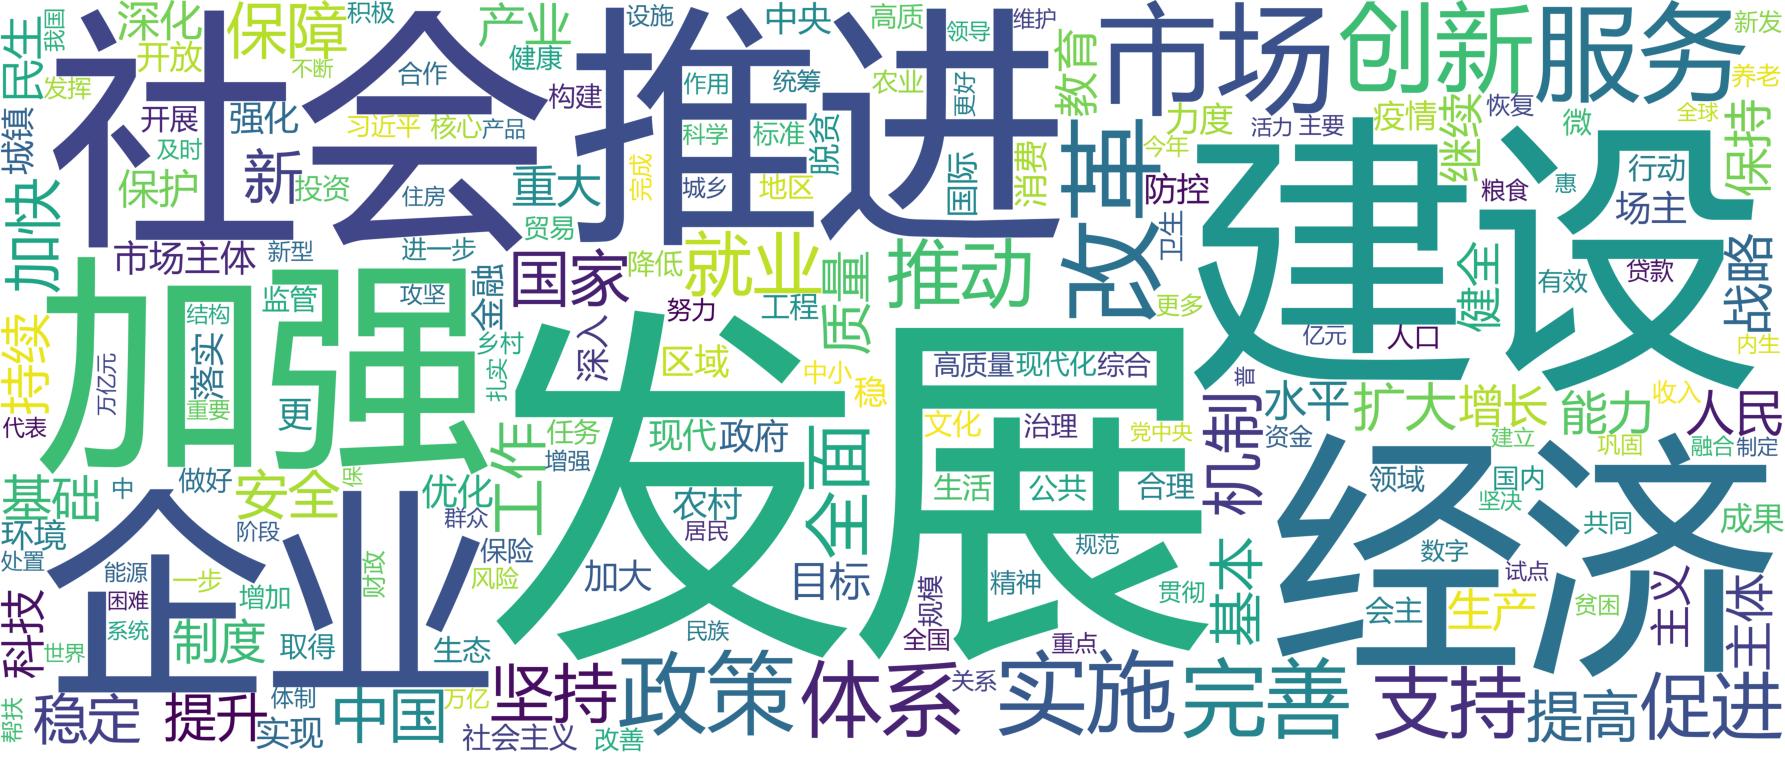 社会
推进
建设
发展
加强
经济
企业
市场
创新
服务
改革
政策
体系
实施
完善
支持
促进
提高
坚持
中国
稳定
提升
实现
就业
推动
国家
质量
保障
新
民生
我国
深化
开放
积极
产业
健康
设施
中央
高质
领导
维护
新发
养老
全球
发挥
不断
合作
作用
统筹
农业
更好
教育
构建
开展
强化
习近平
核心
产品
科学
标准
脱贫
力度
活力
主要
疫情
恢复
继续
微
保持
城镇
及时
保护
投资
住房
重大
完成
城乡
地区
国际
消费
今年
防控
粮食
惠
行动
场主
加快
市场主体
新型
进一步
贸易
降低
卫生
健全
有效
贷款
战略
监管
攻坚
金融
努力
工程
更多
亿元
人口
内生
持续
结构
落实
万亿元
重要
乡村
扎实
深入
区域
中小
稳
高质量
现代化
综合
普
机制
水平
扩大
增长
能力
收入
人民
代表
更
工作
任务
增强
现代
政府
全面
文化
治理
党中央
资金
建立
巩固
融合
制定
基础
中
做好
安全
保
优化
群众
农村
居民
生活
公共
合理
领域
国内
坚决
共同
成果
环境
处置
阶段
保险
风险
规范
数字
试点
能源
一步
困难
增加
财政
加大
目标
精神
贯彻
基本
会主
生产
贫困
主义
主体
科技
系统
世界
制度
取得
生态
民族
规模
全国
重点
帮扶
体制
万亿
社会主义
改善
关系